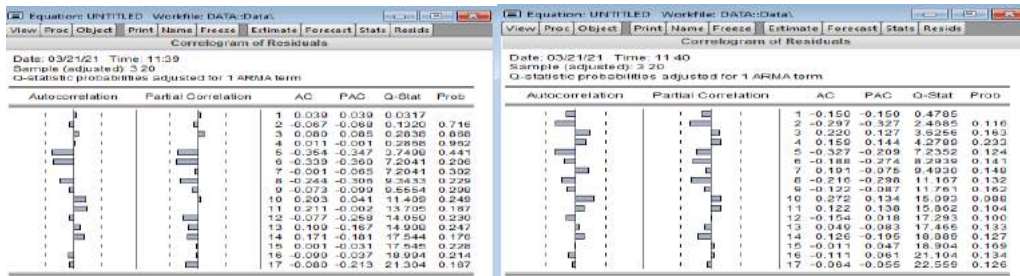 Equation: UNTITLED Workfile: DATA::Data\
View Proc Object Print Name Freeze Estimate Forecast Stats Resids
Correlogram of Residuals
Date: 03/21/21 Time: 11:39
Sample (adjusted): 3 20
Q-statistic probabilities adjusted for 1 ARMA term
Autocorrelation Partial Correlation AC PAC Q-Stat Prob
1 0.039 0.039 0.0317
2 -0.067 -0.068 0.1320 0.716
3 0.080 0.085 0.2838 0.868
4 0.011 -0.001 0.2868 0.962
5 -0.354 -0.347 3.7498 0.441
6 -0.339 -0.360 7.2041 0.206
7 -0.001 -0.065 7.2041 0.302
8 -0.244 -0.306 9.3433 0.229
9 -0.073 -0.099 9.5554 0.298
10 0.203 0.041 11.409 0.249
11 0.211 -0.002 13.705 0.187
12 -0.077 -0.258 14.050 0.230
13 0.109 -0.167 14.908 0.247
14 0.171 -0.181 17.544 0.176
15 0.001 -0.037 17.545 0.228
16 -0.090 -0.037 18.994 0.214
17 -0.080 -0.213 21.304 0.167
Equation: UNTITLED Workfile: DATA::Data\
View Proc Object Print Name Freeze Estimate Forecast Stats Resids
Correlogram of Residuals
Date: 03/21/21 Time: 11:40
Sample (adjusted): 3 20
Q-statistic probabilities adjusted for 1 ARMA term
Autocorrelation Partial Correlation AC PAC Q-Stat Prob
1 -0.150 -0.150 0.4785
2 -0.297 -0.327 2.4685 0.116
3 0.220 0.127 3.6256 0.163
4 0.159 0.144 4.2789 0.233
5 -0.327 -0.209 7.2352 0.124
6 -0.188 -0.274 8.2939 0.141
7 0.191 -0.075 9.4930 0.148
8 -0.216 -0.298 11.167 0.132
9 -0.122 -0.087 11.761 0.162
10 0.272 0.134 15.093 0.088
11 0.122 0.138 15.862 0.104
12 -0.154 0.018 17.293 0.100
13 0.049 -0.083 17.465 0.133
14 0.126 -0.195 18.889 0.127
15 -0.011 0.047 18.904 0.169
16 -0.111 0.061 21.104 0.134
17 -0.064 -0.055 22.559 0.126